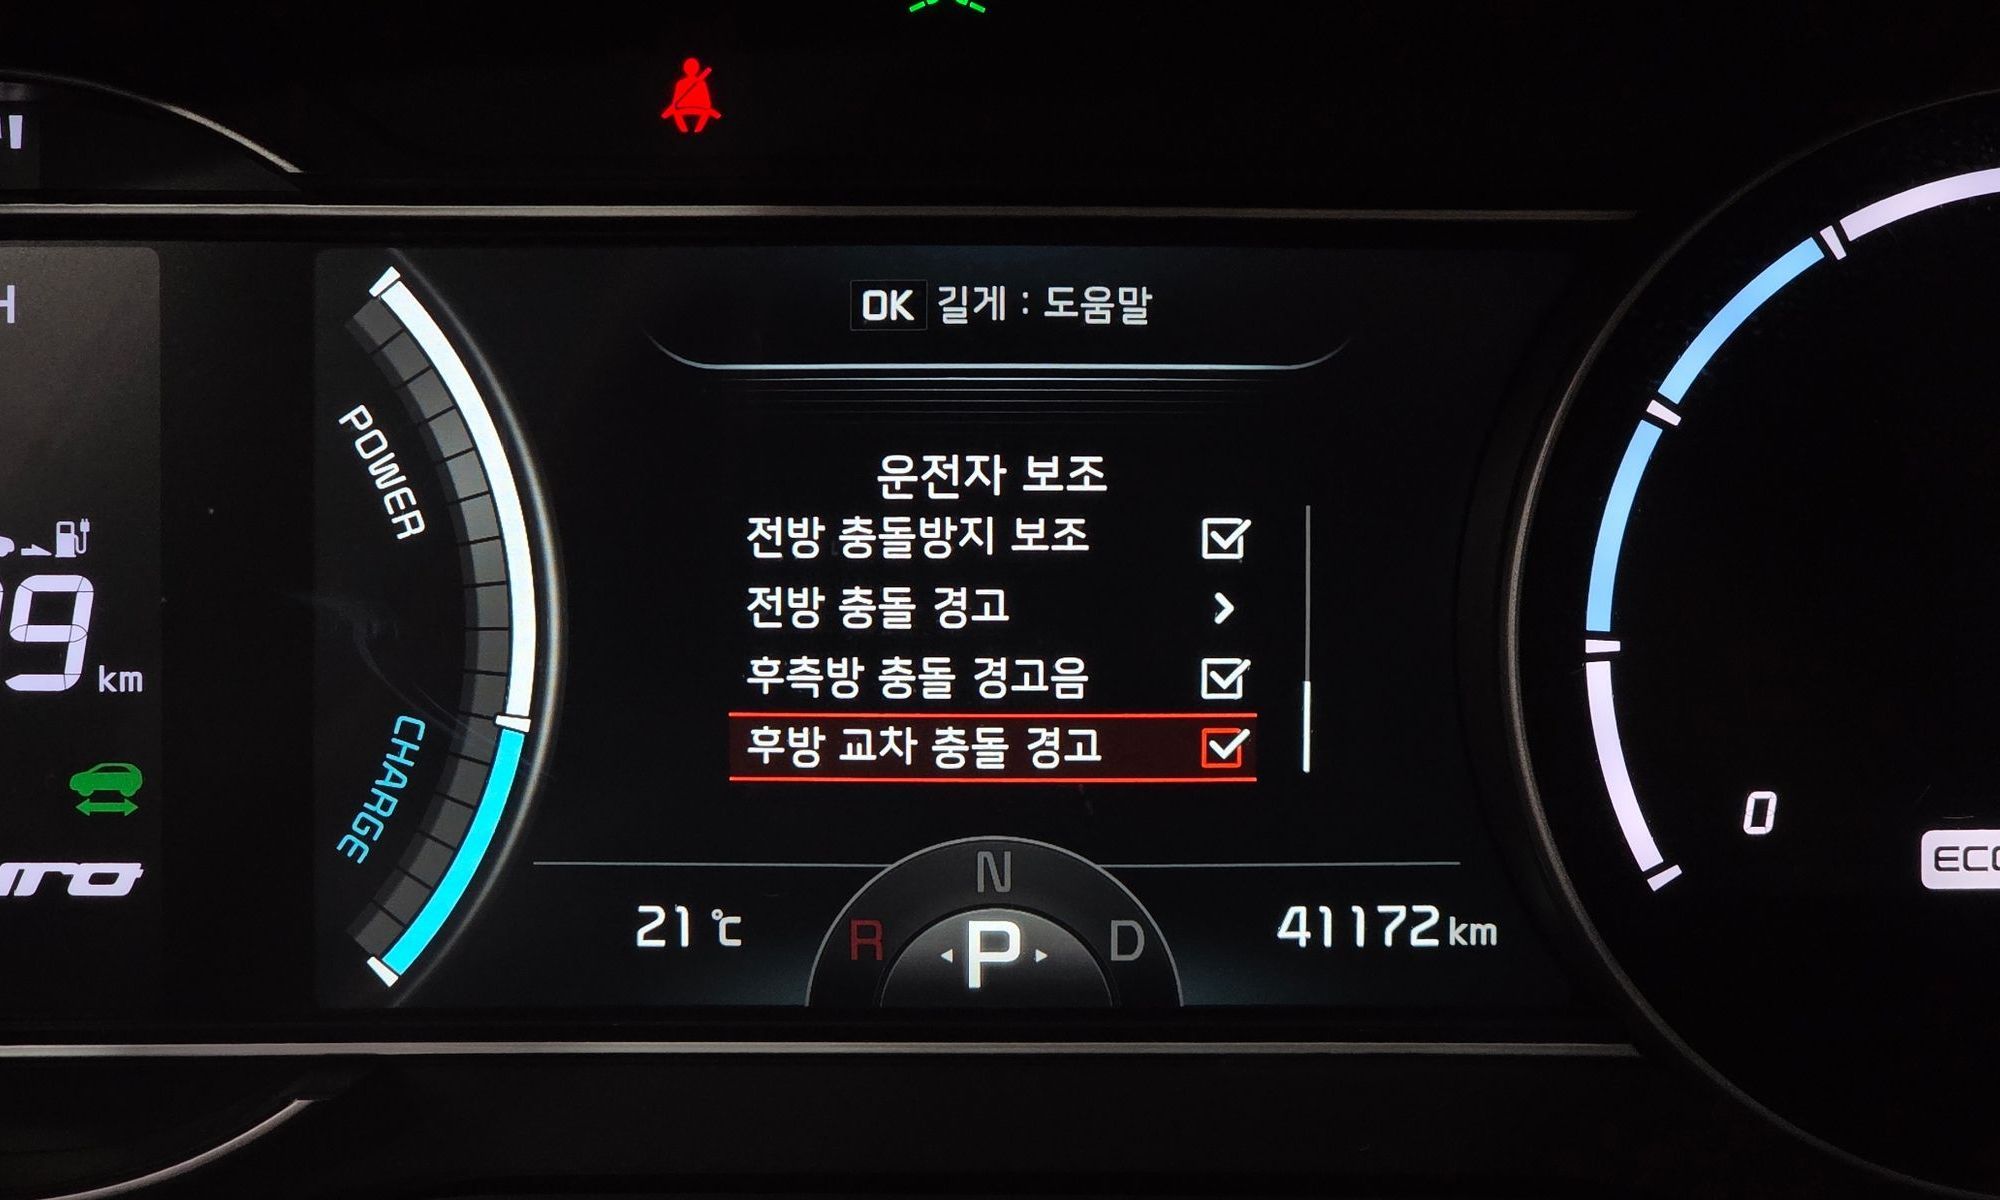 OK 길게 : 도움말
POWER
CHARGE
운전자 보조
전방 충돌방지 보조
전방 충돌 경고
후측방 충돌 경고음
후방 교차 충돌 경고
9 km
21 ℃
R N D
P
41172 km
0